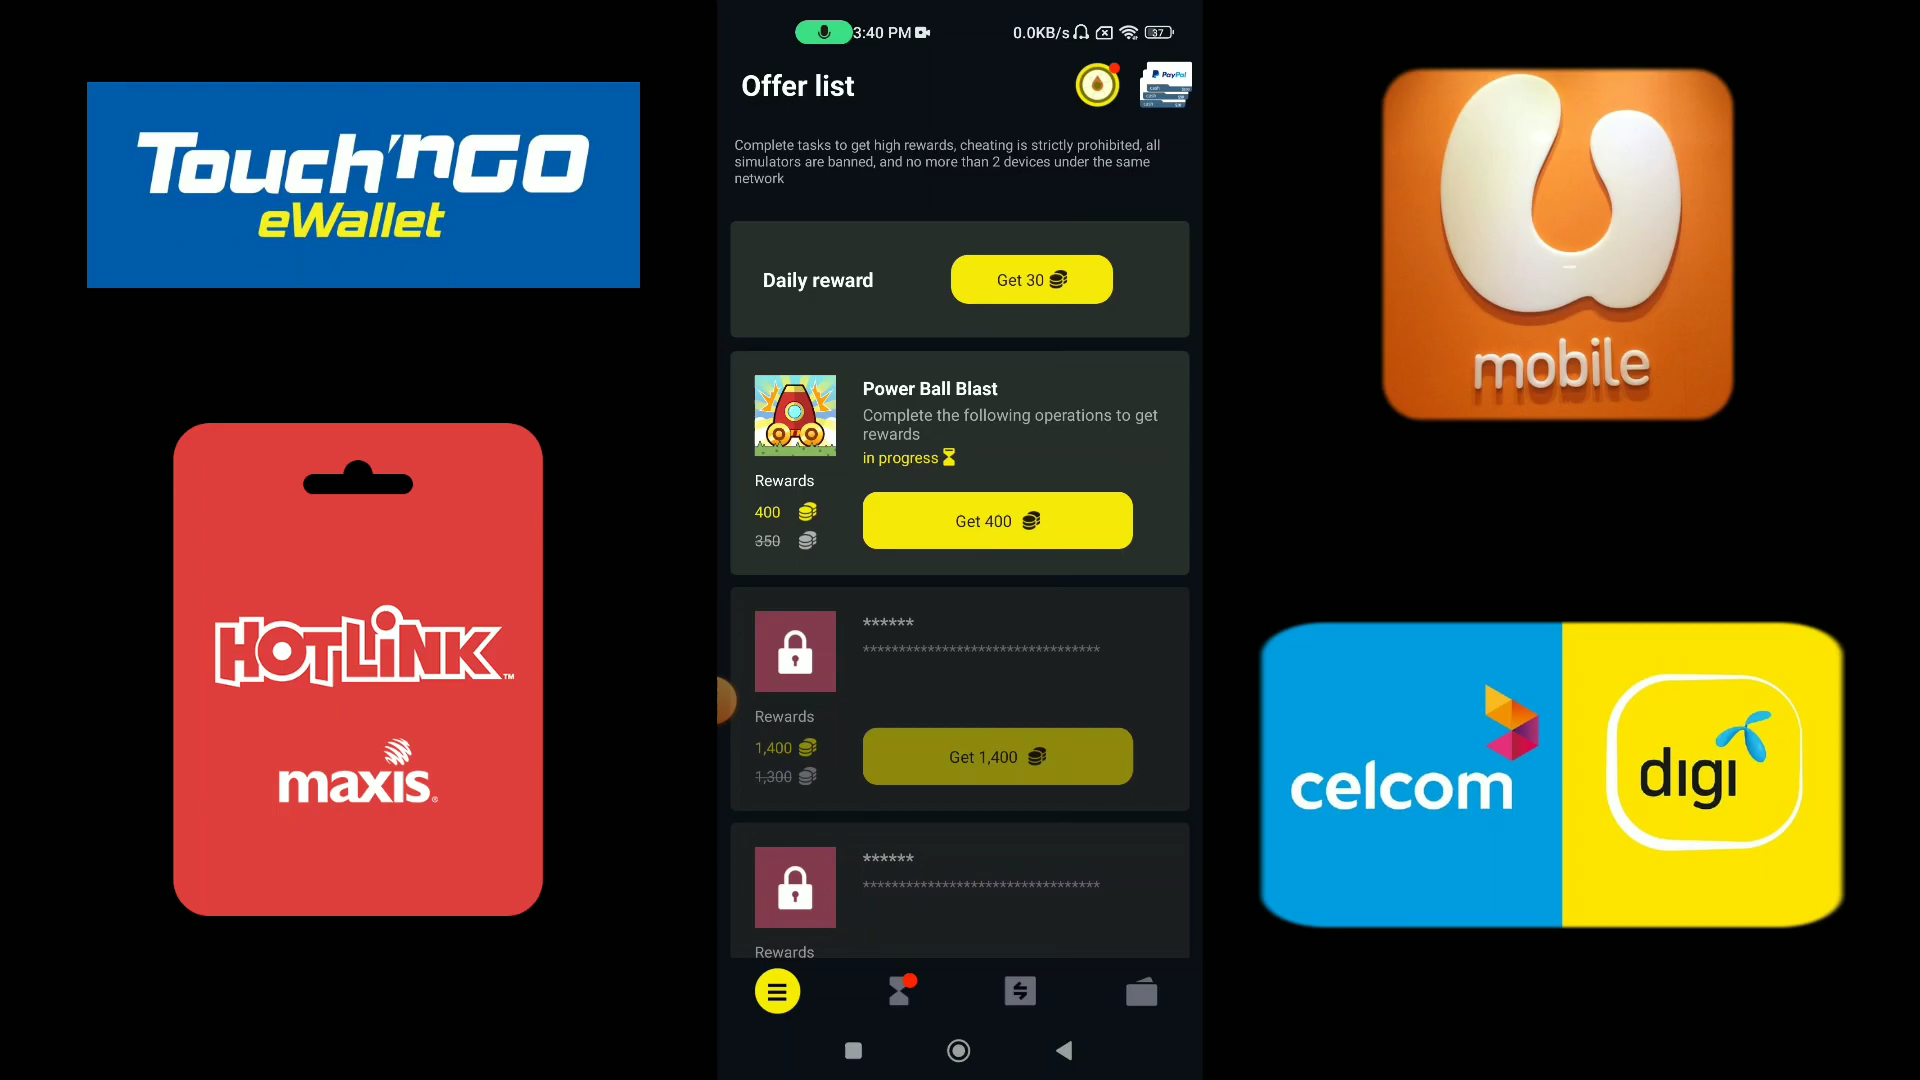 Touch'nGO
eWallet
HOTLiNK™
maxis®
3:40 PM
0.0KB/s
37
Offer list
PayPal
Complete tasks to get high rewards, cheating is strictly prohibited, all
simulators are banned, and no more than 2 devices under the same
network
Daily reward
Get 30
Power Ball Blast
Complete the following operations to get
rewards
in progress
Rewards
400
350
Get 400
******
*********************************
Rewards
1,400
1,300
Get 1,400
******
*********************************
Rewards
U
mobile
celcom
digi